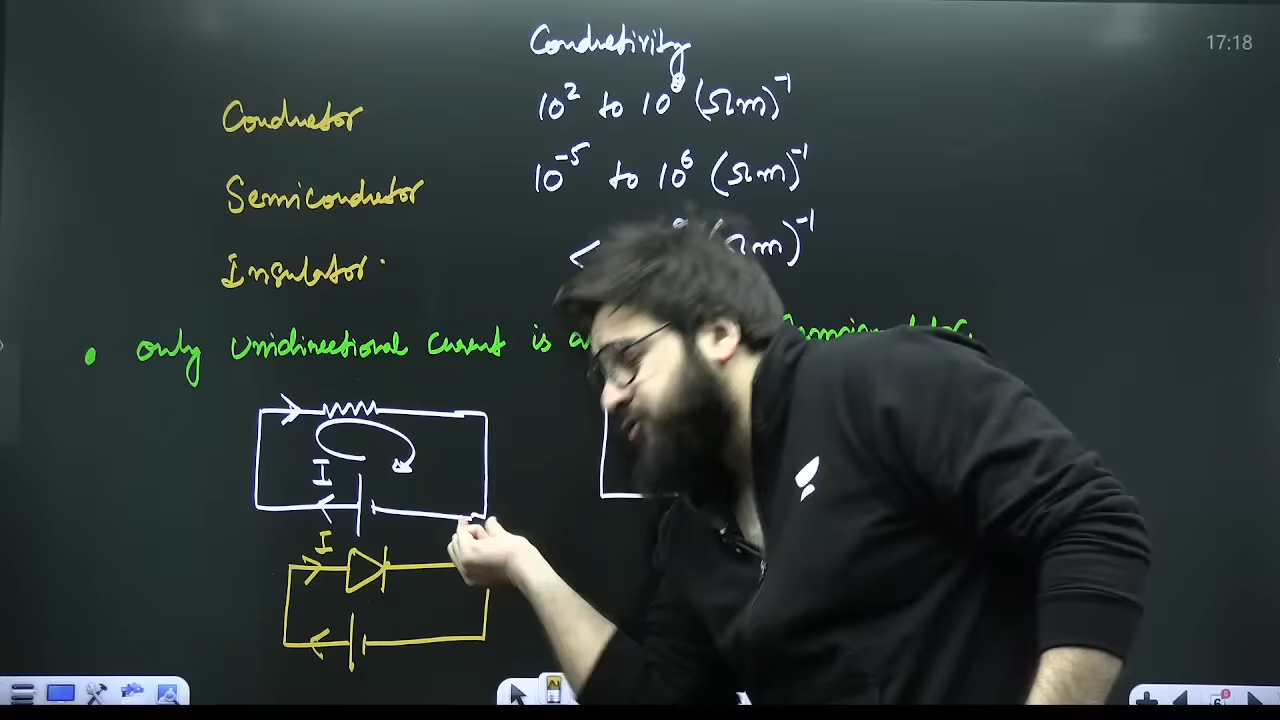 17:18
Conductivity
Conductor 10² to 10⁸ (Ωm)⁻¹
Semiconductor 10⁻⁵ to 10⁶ (Ωm)⁻¹
Insulator < (Ωm)⁻¹
• only Unidirectional current is
I
I